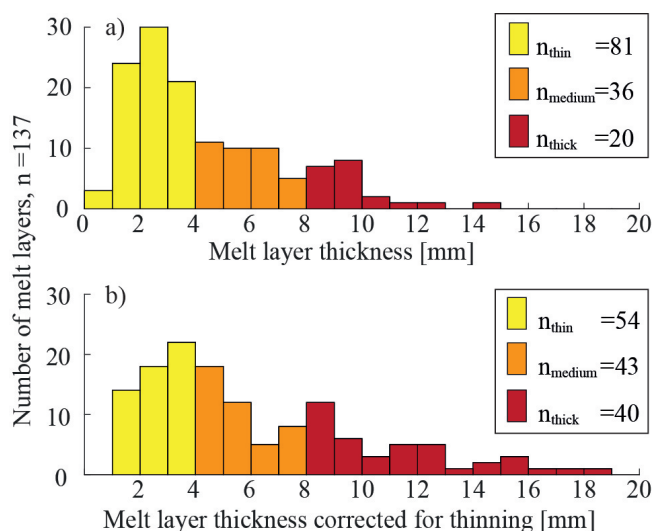 a)
30
20
10
0
n_thin =81
n_medium=36
n_thick =20
0 2 4 6 8 10 12 14 16 18 20
Melt layer thickness [mm]
Number of melt layers, n =137
b)
30
20
10
0
n_thin =54
n_medium=43
n_thick =40
2 4 6 8 10 12 14 16 18 20
Melt layer thickness corrected for thinning [mm]